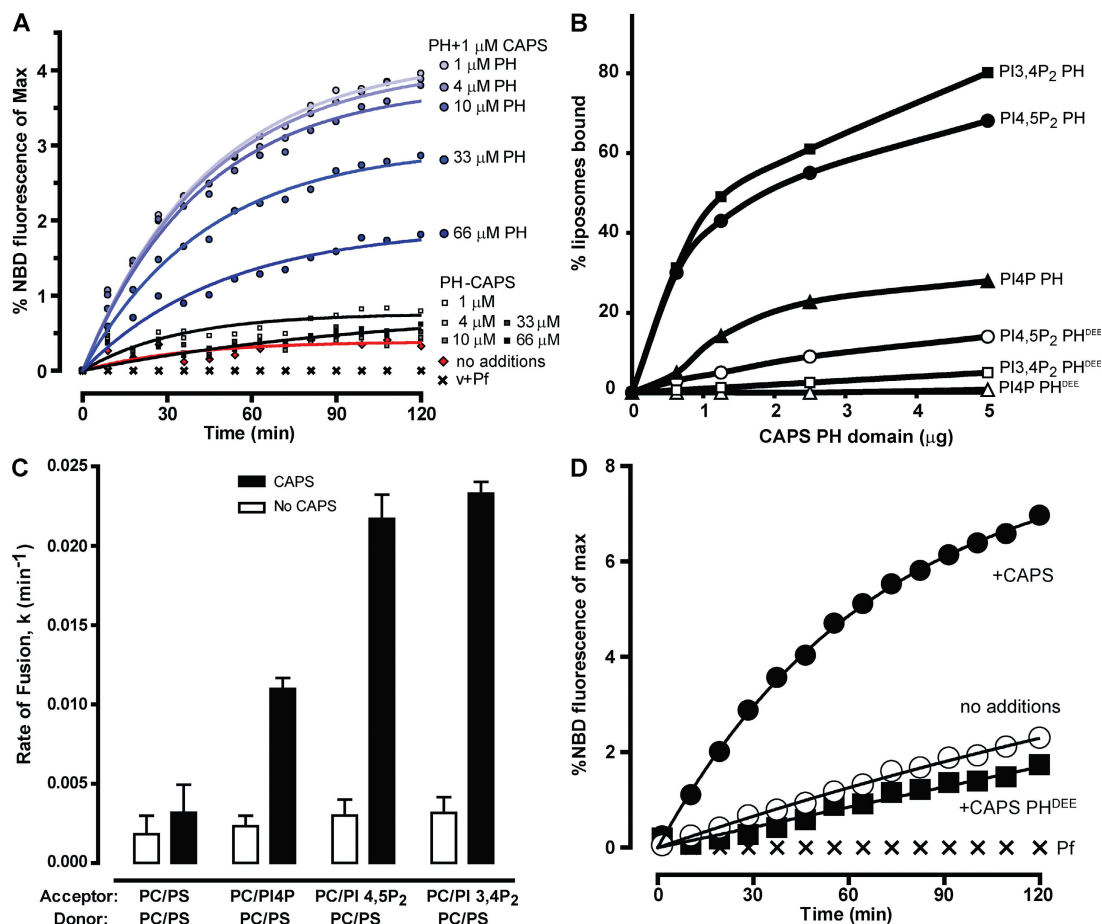 A
% NBD fluorescence of Max
4
3
2
1
0
0
30
60
90
120
Time (min)
PH+1 μM CAPS
1 μM PH
4 μM PH
10 μM PH
33 μM PH
66 μM PH
PH-CAPS
1 μM
4 μM 33 μM
10 μM 66 μM
no additions
v+Pf
B
% liposomes bound
80
60
40
20
0
0
1
2
3
4
5
CAPS PH domain (μg)
PI3,4P2 PH
PI4,5P2 PH
PI4P PH
PI4,5P2 PHDEE
PI3,4P2 PHDEE
PI4P PHDEE
C
Rate of Fusion, k (min-1)
0.025
0.020
0.015
0.010
0.005
0.000
CAPS
No CAPS
Acceptor: PC/PS PC/PI4P PC/PI 4,5P2 PC/PI 3,4P2
Donor: PC/PS PC/PS PC/PS PC/PS
D
%NBD fluorescence of max
8
6
4
2
0
0
30
60
90
120
Time (min)
+CAPS
no additions
+CAPS PHDEE
Pf